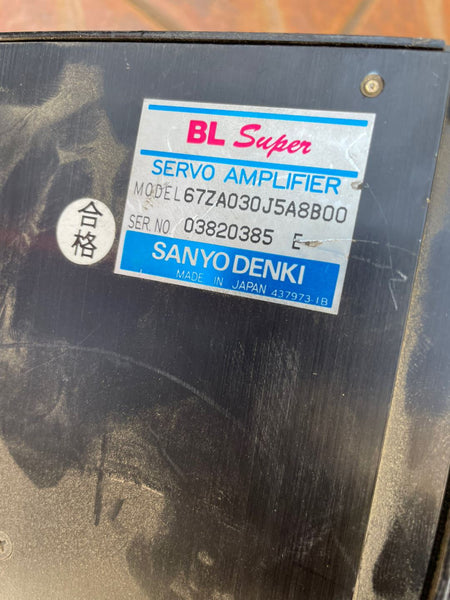 BL Super
SERVO AMPLIFIER
MODEL 67ZA030J5A8B00
SER. NO 03820385 E
SANYO DENKI
MADE IN JAPAN 437973-1B
合格